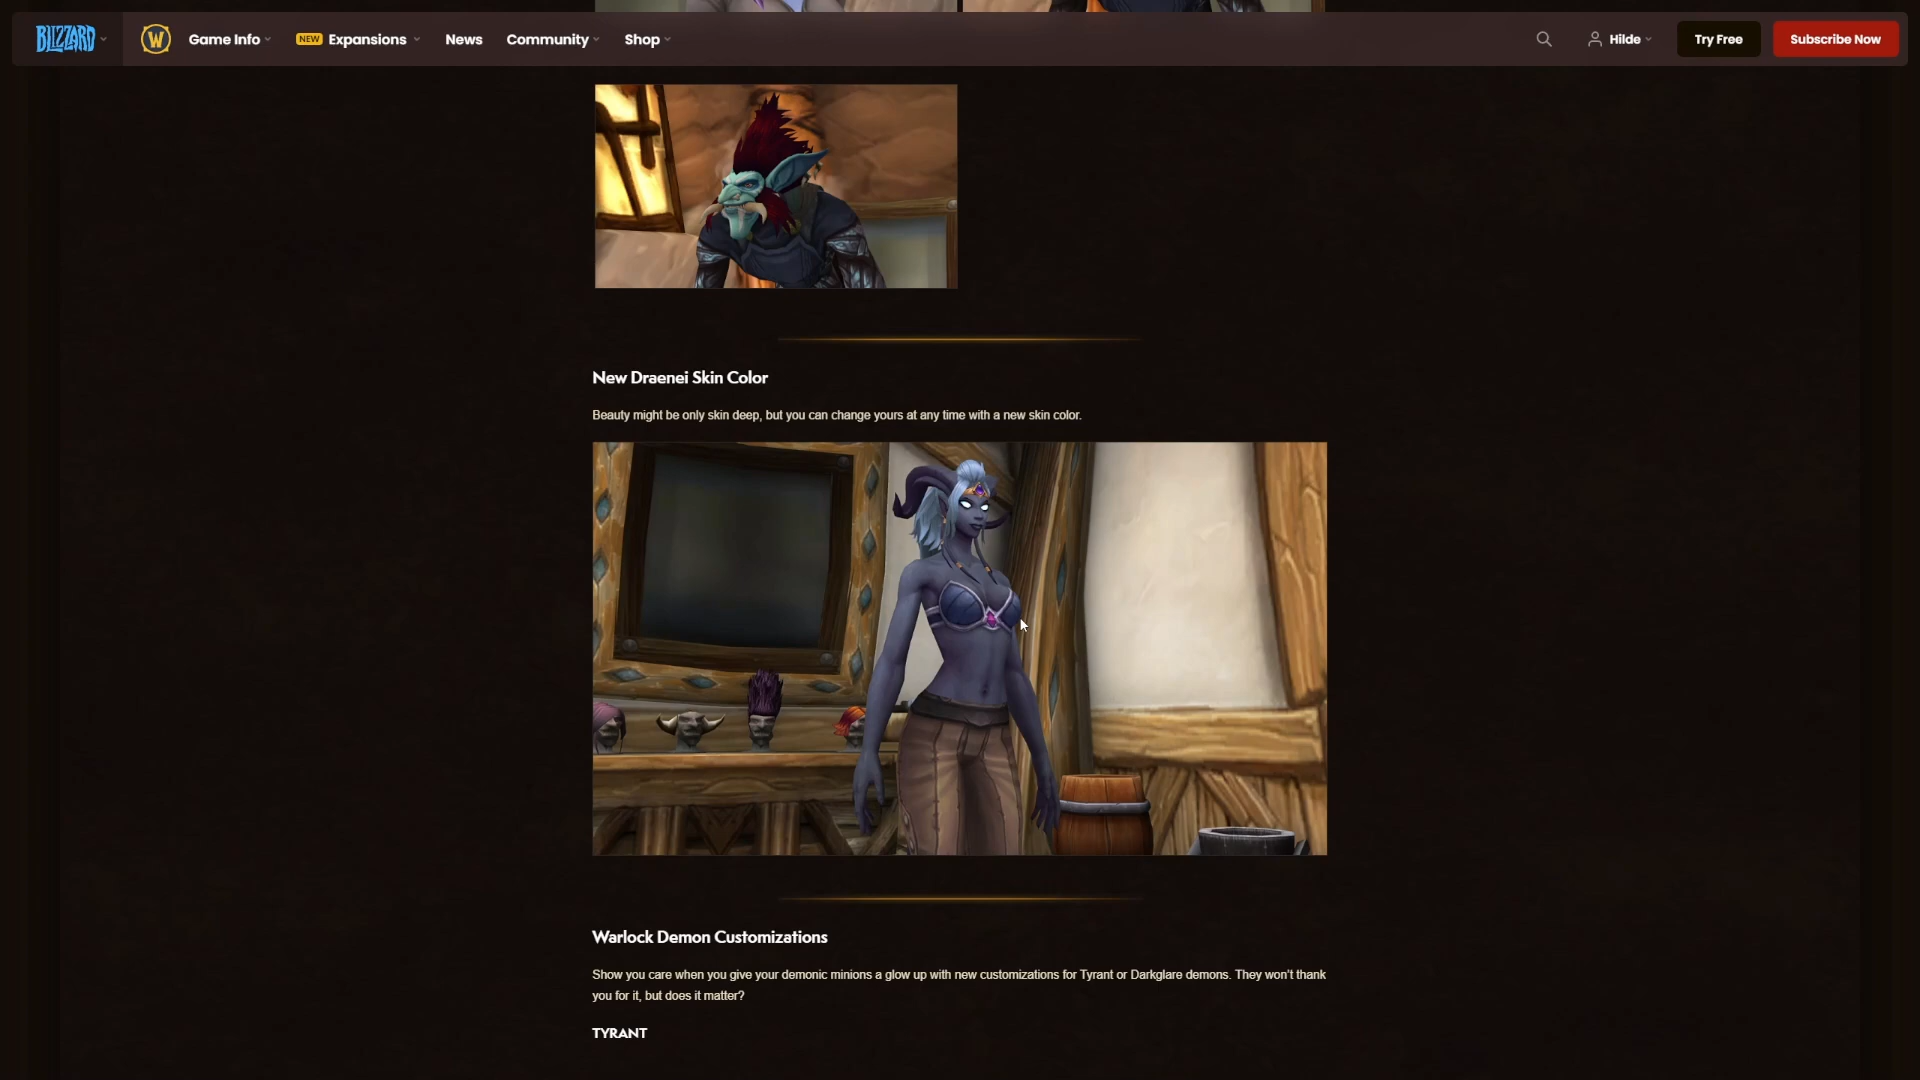 BLIZZARD
W
Game Info
NEW Expansions
News
Community
Shop
Hilde
Try Free
Subscribe Now
New Draenei Skin Color
Beauty might be only skin deep, but you can change yours at any time with a new skin color.
Warlock Demon Customizations
Show you care when you give your demonic minions a glow up with new customizations for Tyrant or Darkglare demons. They won't thank
you for it, but does it matter?
TYRANT